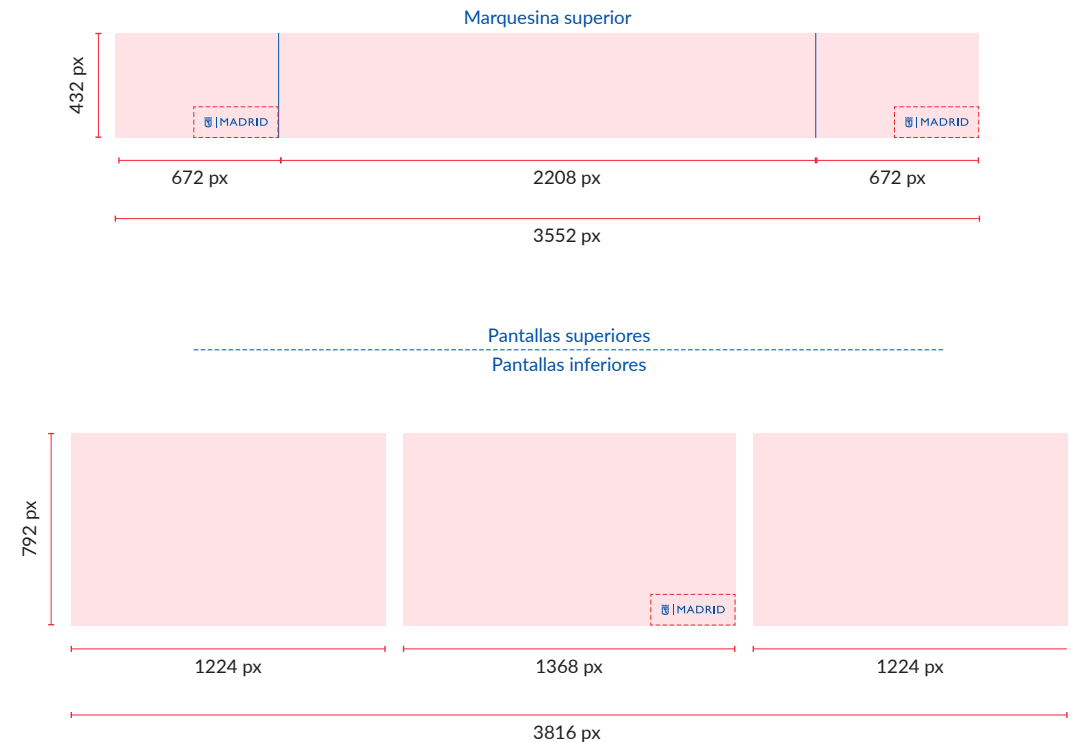 Marquesina superior
432 px
MADRID
MADRID
672 px
2208 px
672 px
3552 px
Pantallas superiores
Pantallas inferiores
792 px
MADRID
1224 px
1368 px
1224 px
3816 px